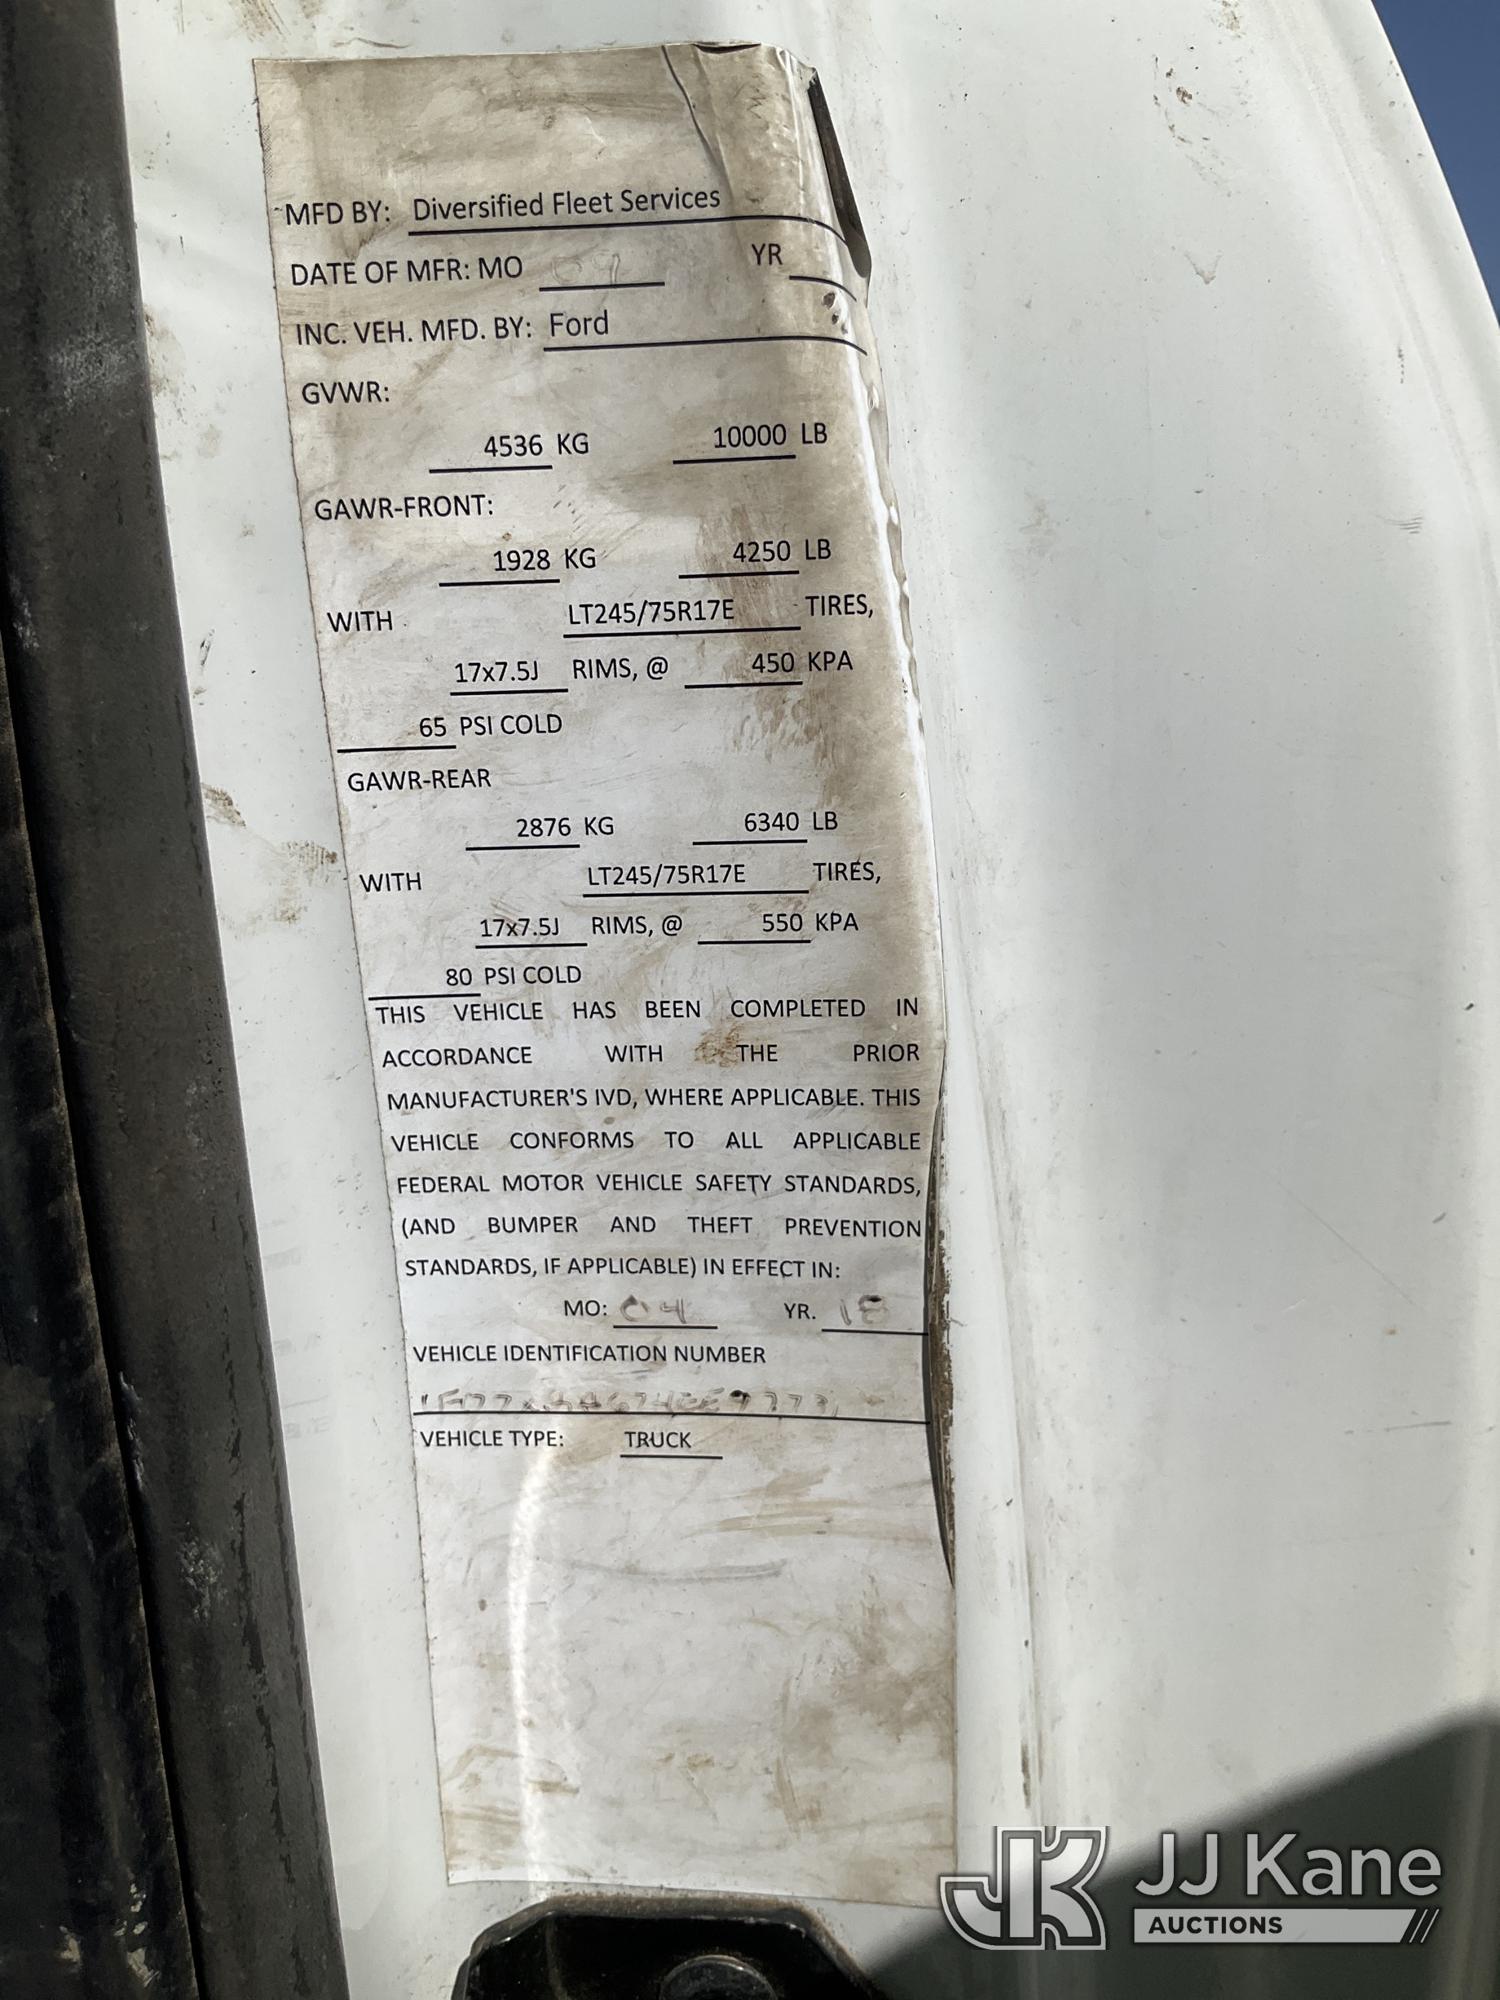 MFD BY: Diversified Fleet Services
DATE OF MFR: MO 09 YR
INC. VEH. MFD. BY: Ford
GVWR:
4536 KG 10000 LB
GAWR-FRONT:
1928 KG 4250 LB
WITH LT245/75R17E TIRES,
17x7.5J RIMS, @ 450 KPA
65 PSI COLD
GAWR-REAR
2876 KG 6340 LB
WITH LT245/75R17E TIRES,
17x7.5J RIMS, @ 550 KPA
80 PSI COLD
THIS VEHICLE HAS BEEN COMPLETED IN
ACCORDANCE WITH THE PRIOR
MANUFACTURER'S IVD, WHERE APPLICABLE. THIS
VEHICLE CONFORMS TO ALL APPLICABLE
FEDERAL MOTOR VEHICLE SAFETY STANDARDS,
(AND BUMPER AND THEFT PREVENTION
STANDARDS, IF APPLICABLE) IN EFFECT IN:
MO: 04 YR. 18
VEHICLE IDENTIFICATION NUMBER
VEHICLE TYPE: TRUCK
JK JJ Kane
AUCTIONS